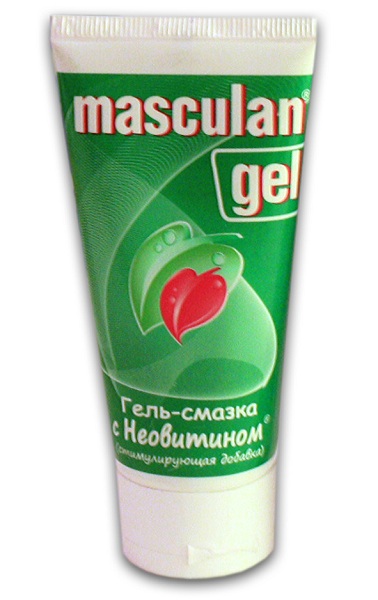 masculan®
gel
Гель-смазка
с Неовитином®
(стимулирующая добавка)